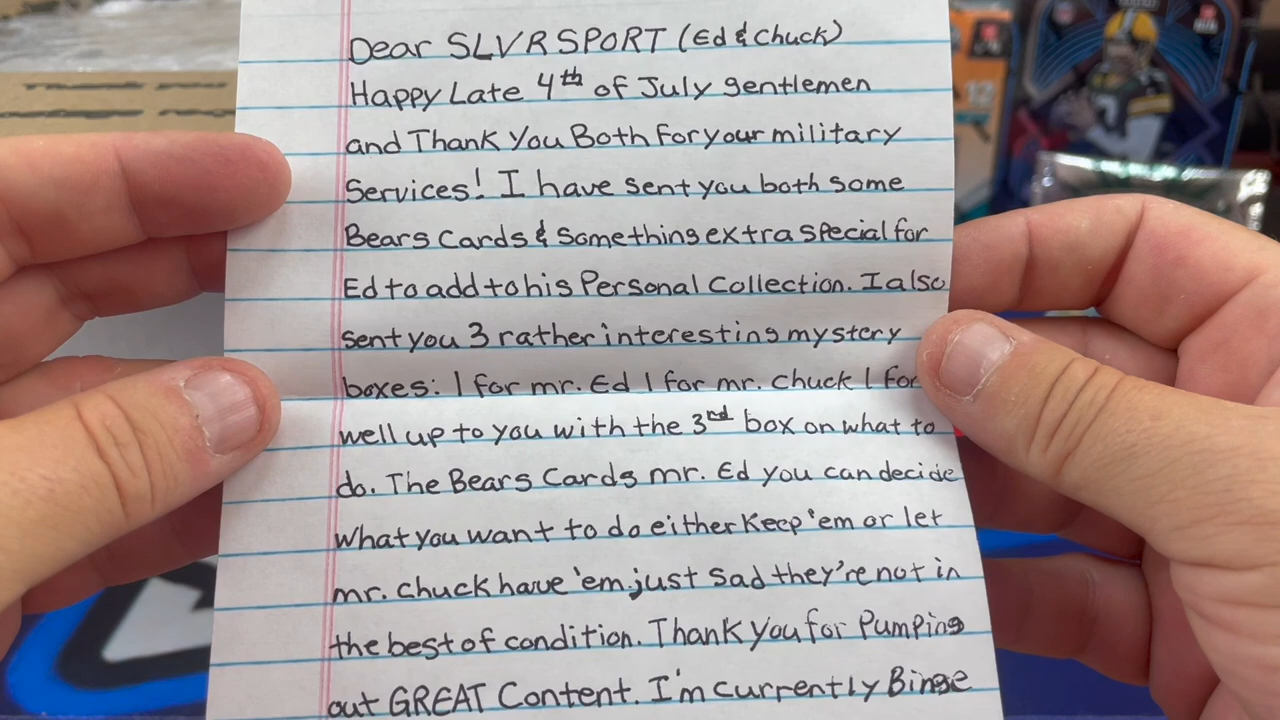 Dear SLVRSPORT (Ed & Chuck)
Happy Late 4th of July gentlemen
and Thank You Both for your military
Services! I have sent you both some
Bears Cards & Something extra special for
Ed to add to his Personal Collection. I also
sent you 3 rather interesting mystery
boxes: 1 for mr. Ed 1 for mr. Chuck 1 for
well up to you with the 3rd box on what to
do. The Bears Cards mr. Ed you can decide
what you want to do either keep 'em or let
mr. Chuck have 'em just sad they're not in
the best of condition. Thank you for Pumping
out GREAT Content. I'm currently Binge